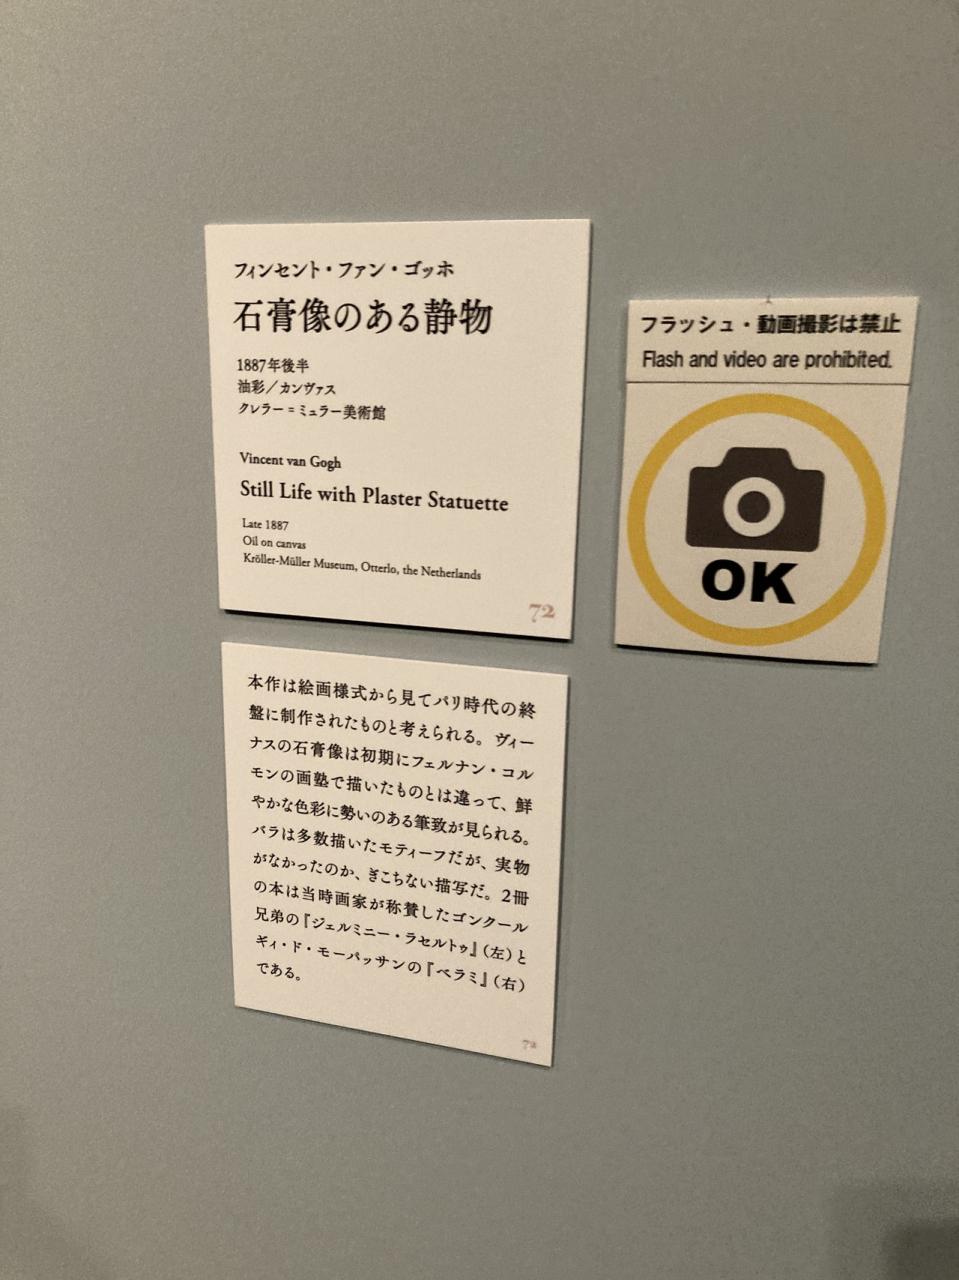 フィンセント・ファン・ゴッホ
石膏像のある静物
1887年後半
油彩／カンヴァス
クレラー＝ミュラー美術館
Vincent van Gogh
Still Life with Plaster Statuette
Late 1887
Oil on canvas
Kröller-Müller Museum, Otterlo, the Netherlands
72
フラッシュ・動画撮影は禁止
Flash and video are prohibited.
OK
本作は絵画様式から見てパリ時代の終
盤に制作されたものと考えられる。ヴィー
ナスの石膏像は初期にフェルナン・コル
モンの画塾で描いたものとは違って、鮮
やかな色彩に勢いのある筆致が見られる。
バラは多数描いたモティーフだが、実物
がなかったのか、ぎこちない描写だ。2冊
の本は当時画家が称賛したゴンクール
兄弟の『ジェルミニー・ラセルトゥ』（左）と
ギィ・ド・モーパッサンの『ベラミ』（右）
である。
72